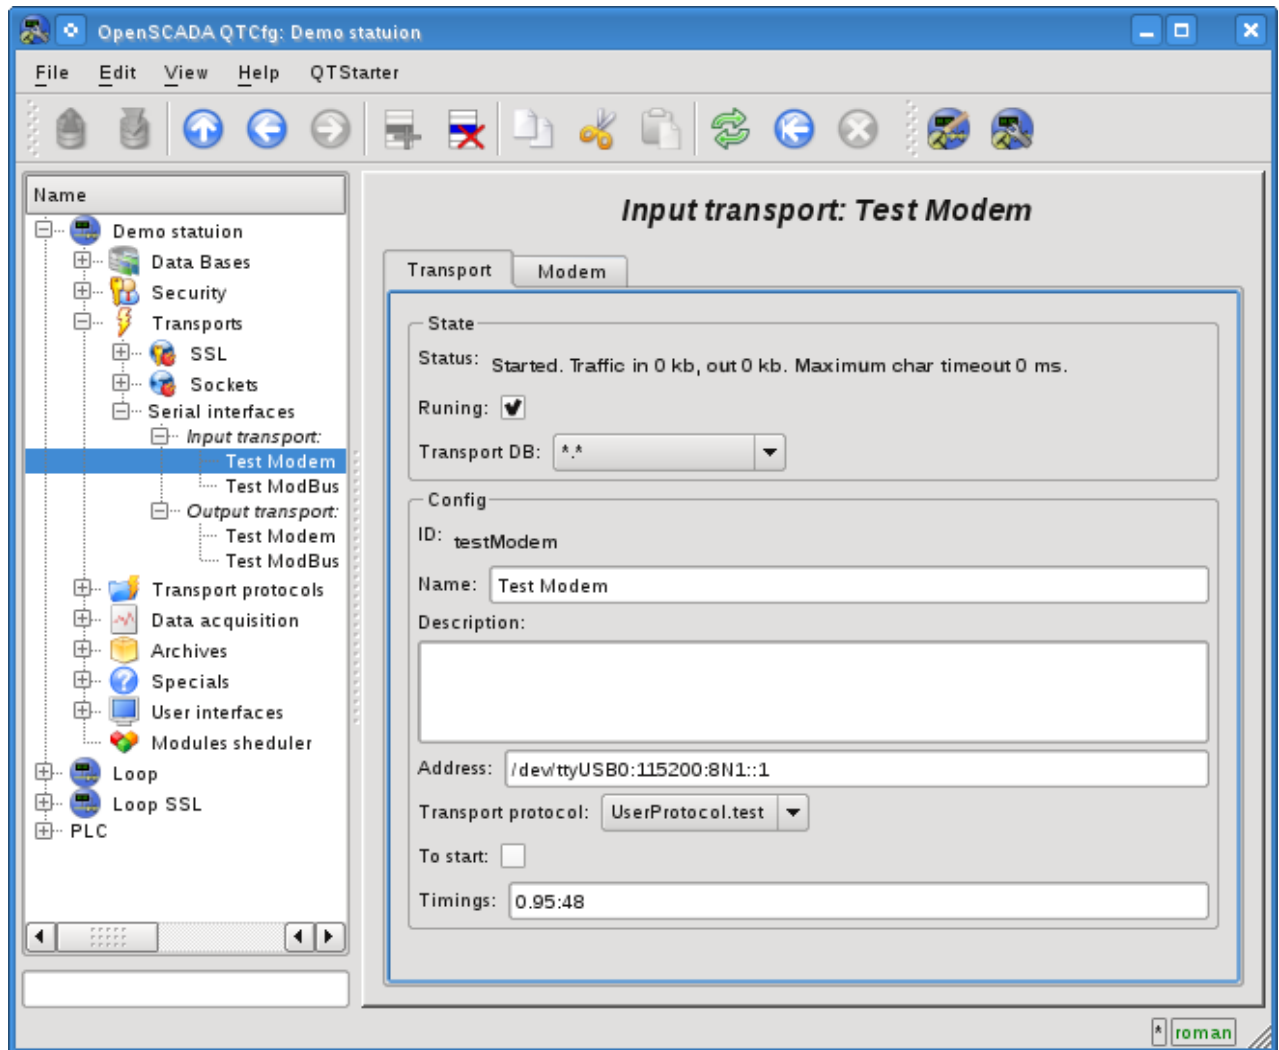 OpenSCADA QTCfg: Demo statuion
File Edit View Help QTStarter
Name
Demo statuion
Data Bases
Security
Transports
SSL
Sockets
Serial interfaces
Input transport:
Test Modem
Test ModBus
Output transport:
Test Modem
Test ModBus
Transport protocols
Data acquisition
Archives
Specials
User interfaces
Modules sheduler
Loop
Loop SSL
PLC
Input transport: Test Modem
Transport Modem
State
Status: Started. Traffic in 0 kb, out 0 kb. Maximum char timeout 0 ms.
Runing:
Transport DB: *.*
Config
ID: testModem
Name: Test Modem
Description:
Address: /dev/ttyUSB0:115200:8N1::1
Transport protocol: UserProtocol.test
To start:
Timings: 0.95:48
* roman